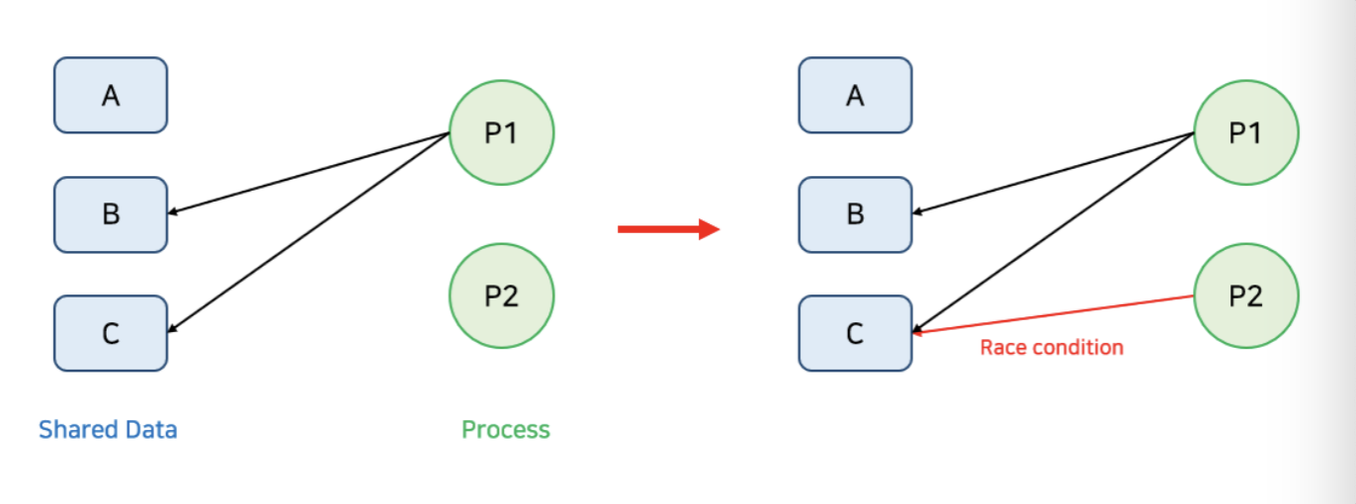 A
P1
B
P2
C
Shared Data
Process
A
P1
B
P2
C
Race condition